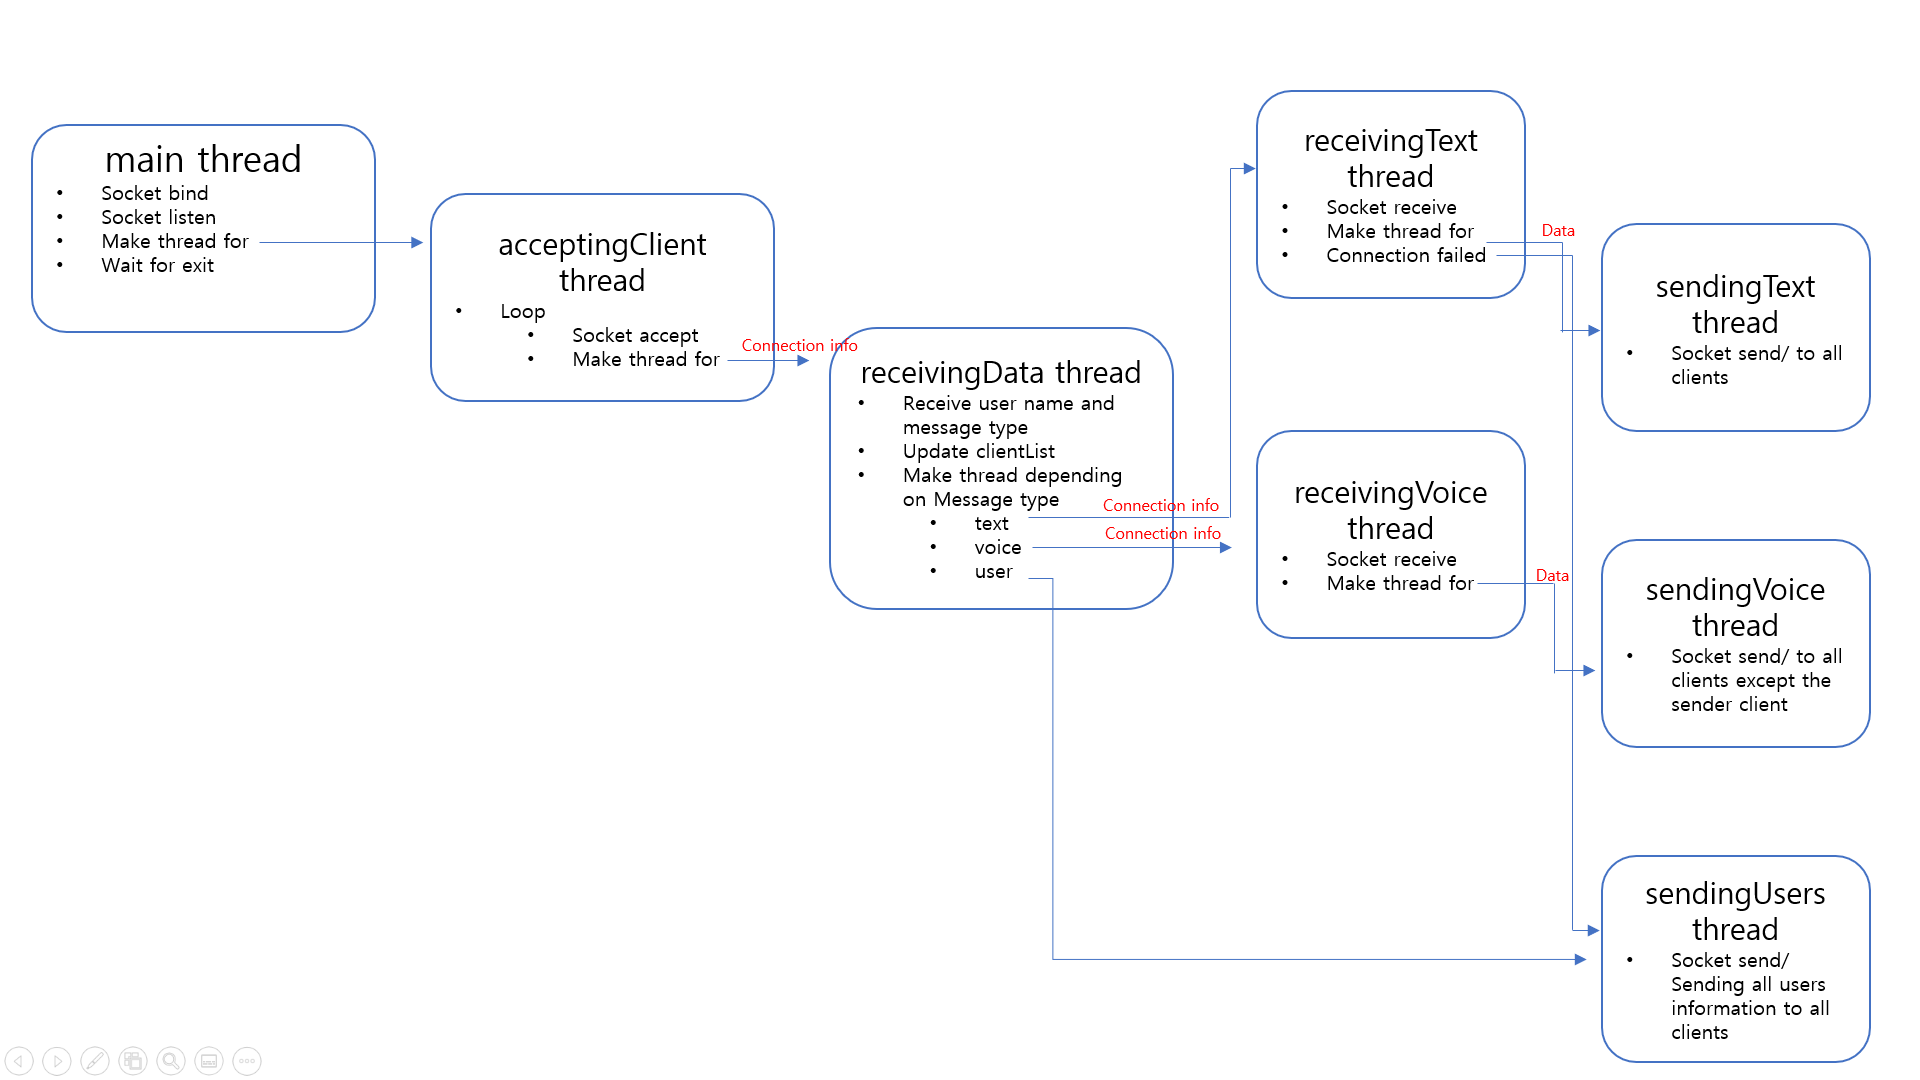 main thread
• Socket bind
• Socket listen
• Make thread for
• Wait for exit
acceptingClient
thread
• Loop
• Socket accept
• Make thread for
Connection info
receivingData thread
• Receive user name and
message type
• Update clientList
• Make thread depending
on Message type
• text
• voice
• user
Connection info
Connection info
receivingText
thread
• Socket receive
• Make thread for
• Connection failed
Data
receivingVoice
thread
• Socket receive
• Make thread for
Data
sendingText
thread
• Socket send/ to all
clients
sendingVoice
thread
• Socket send/ to all
clients except the
sender client
sendingUsers
thread
• Socket send/
Sending all users
information to all
clients